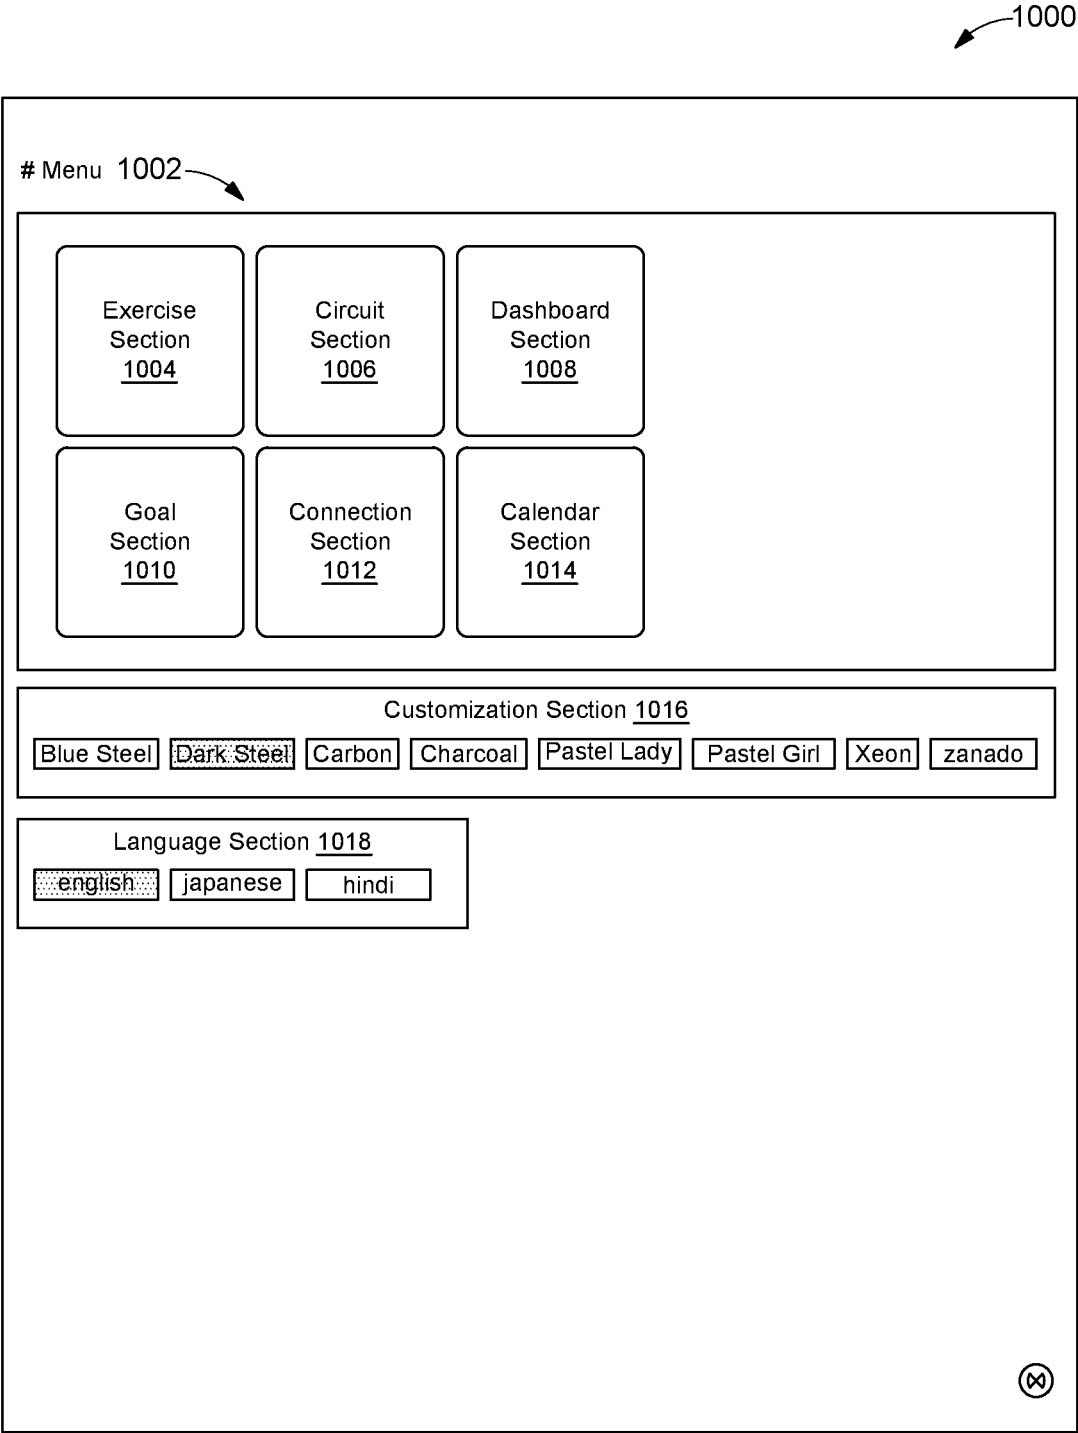 1000
# Menu 1002
Exercise
Section
1004
Circuit
Section
1006
Dashboard
Section
1008
Goal
Section
1010
Connection
Section
1012
Calendar
Section
1014
Customization Section 1016
Blue Steel Dark Steel Carbon Charcoal Pastel Lady Pastel Girl Xeon zanado
Language Section 1018
english japanese hindi